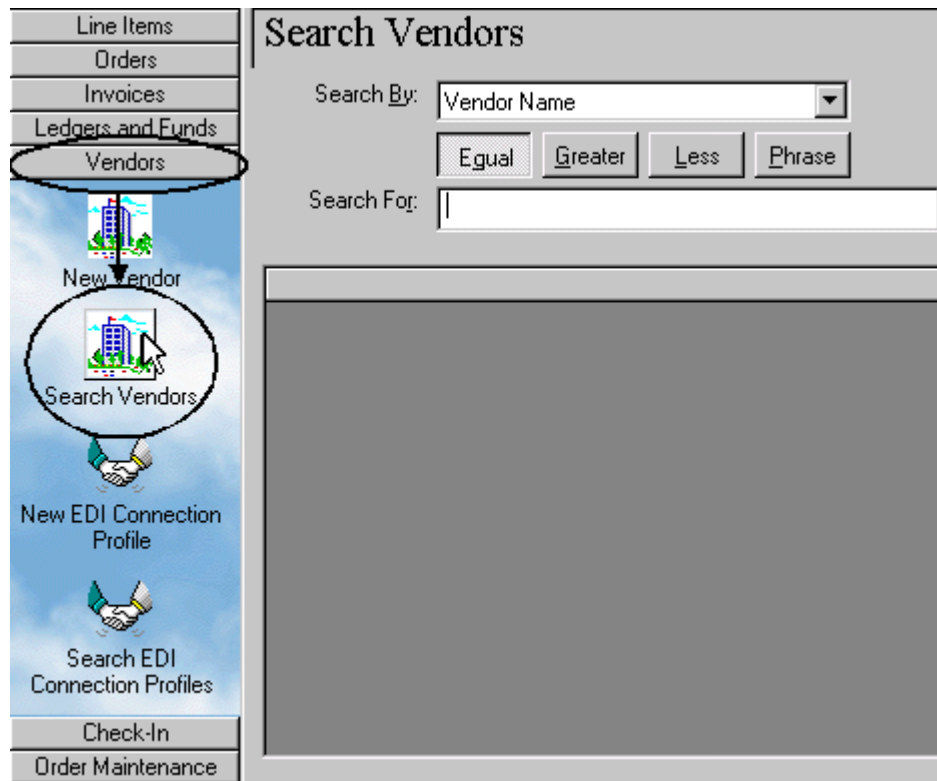 Line Items
Orders
Invoices
Ledgers and Funds
Vendors
New Vendor
Search Vendors
New EDI Connection
Profile
Search EDI
Connection Profiles
Check-In
Order Maintenance
Search Vendors
Search By:
Vendor Name
Equal Greater Less Phrase
Search For: